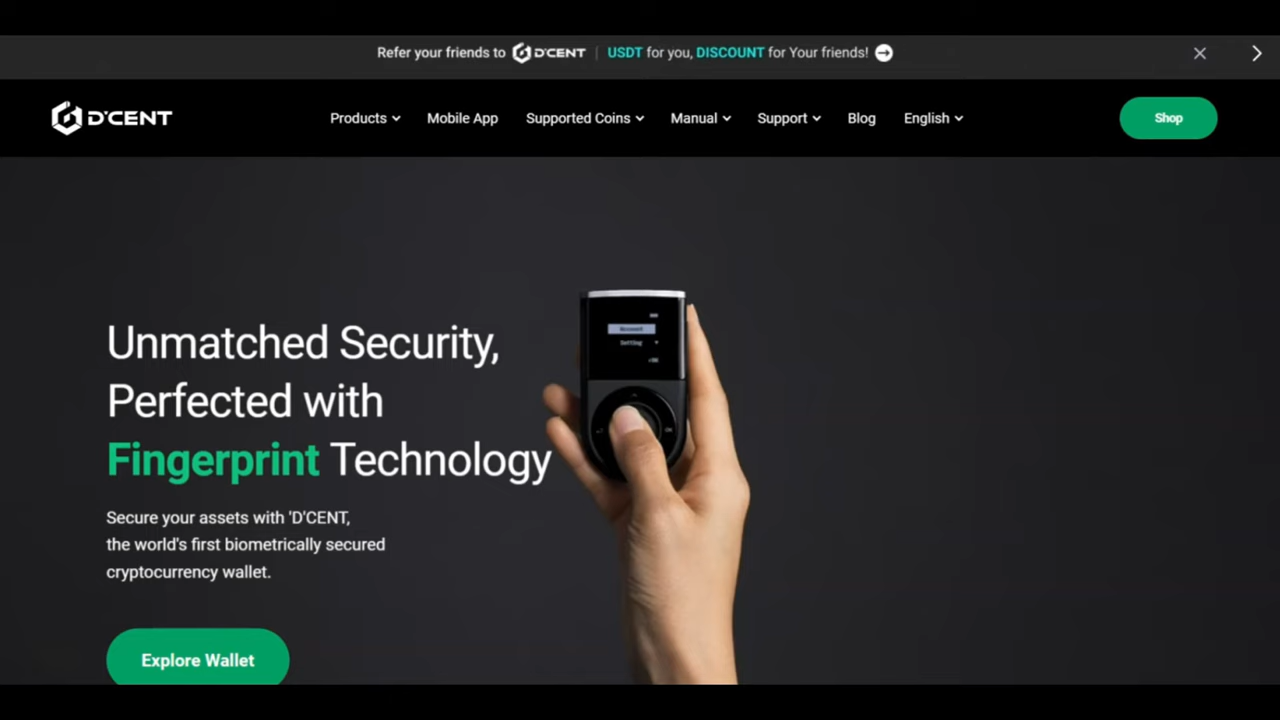 Refer your friends to D'CENT | USDT for you, DISCOUNT for Your friends!
D'CENT Products Mobile App Supported Coins Manual Support Blog English Shop
Account
Setting
Unmatched Security,
Perfected with
Fingerprint Technology
Secure your assets with 'D'CENT,
the world's first biometrically secured
cryptocurrency wallet.
Explore Wallet